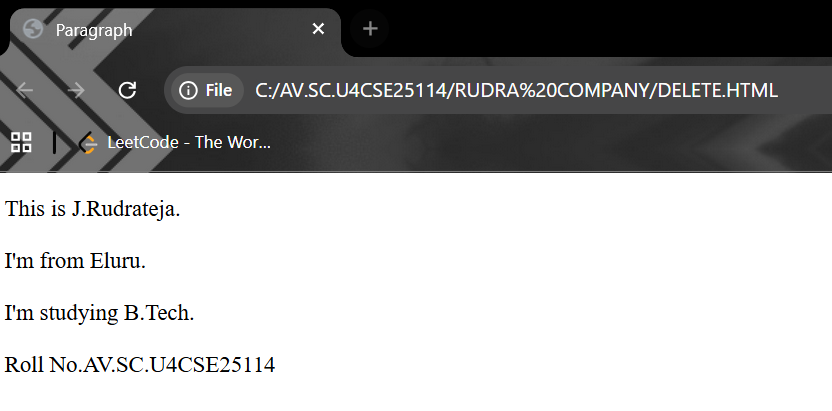 Paragraph
File C:/AV.SC.U4CSE25114/RUDRA%20COMPANY/DELETE.HTML
LeetCode - The Wor...
This is J.Rudrateja.
I'm from Eluru.
I'm studying B.Tech.
Roll No.AV.SC.U4CSE25114